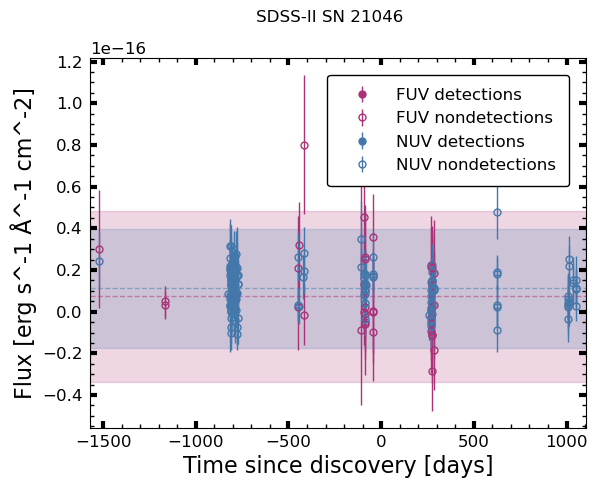 SDSS-II SN 21046
1e−16
1.2
1.0
0.8
0.6
0.4
0.2
0.0
−0.2
−0.4
Flux [erg s^-1 Å^-1 cm^-2]
FUV detections
FUV nondetections
NUV detections
NUV nondetections
−1500 −1000 −500 0 500 1000
Time since discovery [days]